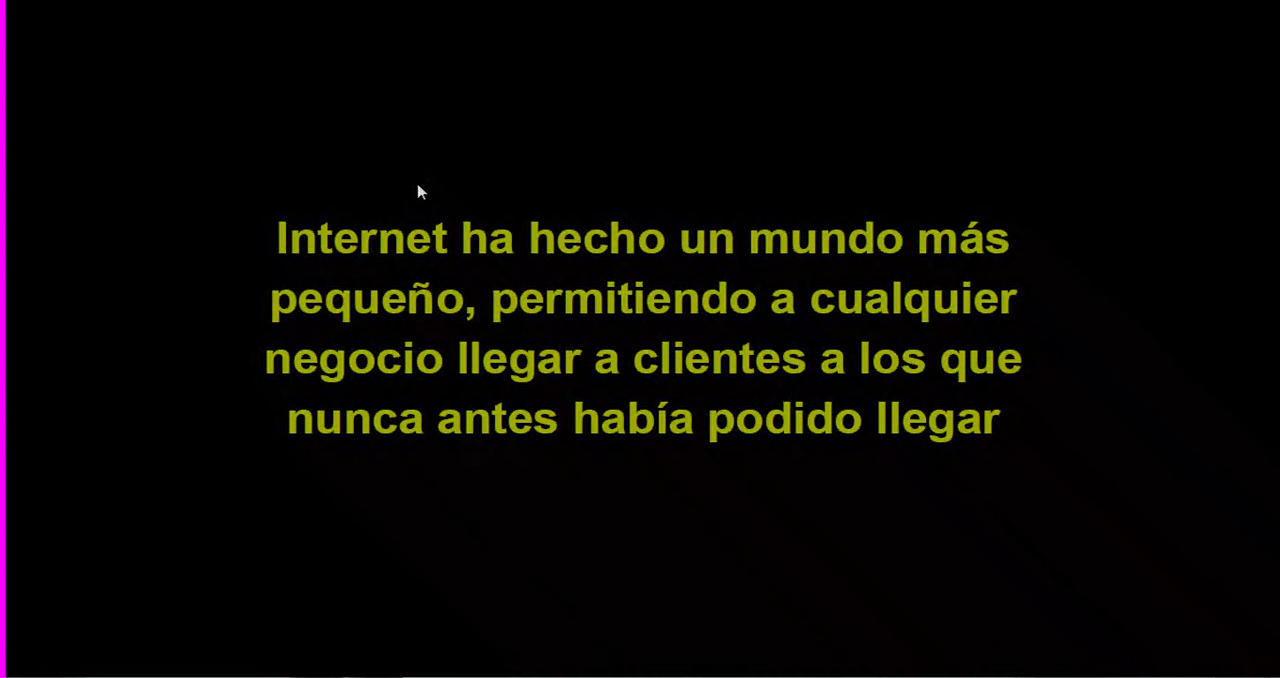 Internet ha hecho un mundo más
pequeño, permitiendo a cualquier
negocio llegar a clientes a los que
nunca antes había podido llegar